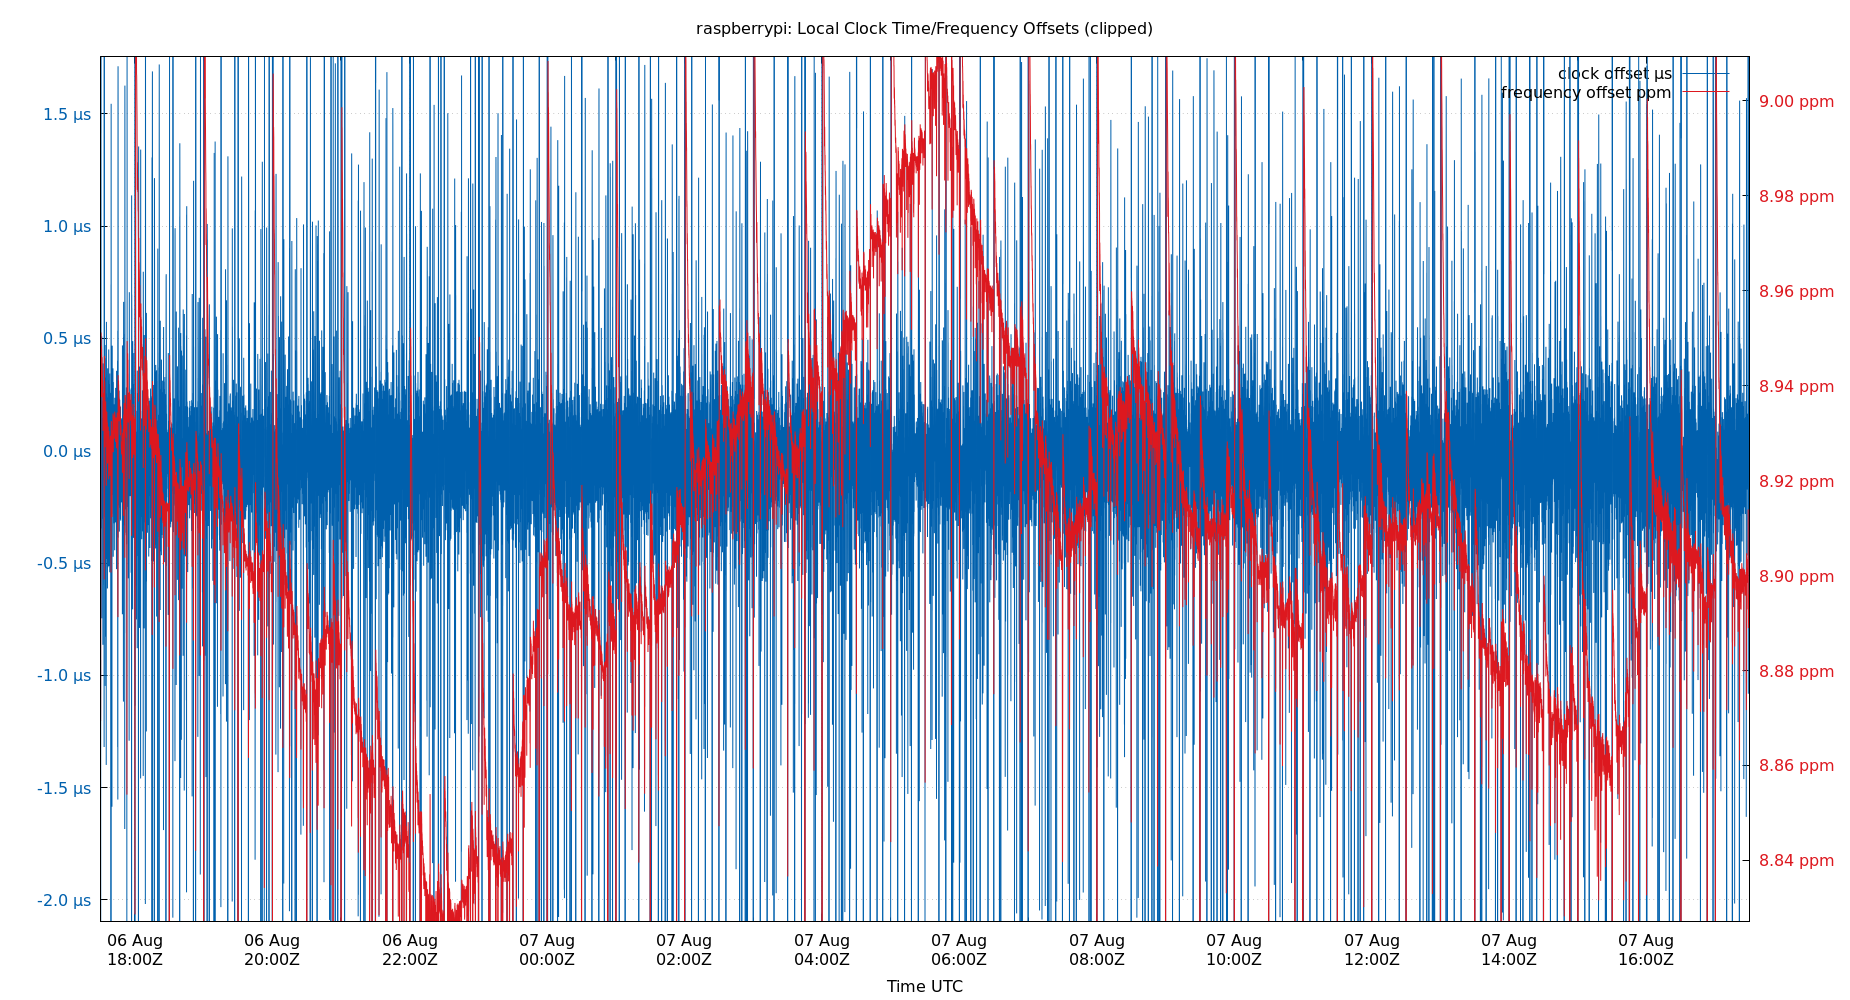 raspberrypi: Local Clock Time/Frequency Offsets (clipped)
clock offset µs
frequency offset ppm
1.5 µs
1.0 µs
0.5 µs
0.0 µs
-0.5 µs
-1.0 µs
-1.5 µs
-2.0 µs
9.00 ppm
8.98 ppm
8.96 ppm
8.94 ppm
8.92 ppm
8.90 ppm
8.88 ppm
8.86 ppm
8.84 ppm
06 Aug 06 Aug 06 Aug 07 Aug 07 Aug 07 Aug 07 Aug 07 Aug 07 Aug 07 Aug 07 Aug 07 Aug
18:00Z 20:00Z 22:00Z 00:00Z 02:00Z 04:00Z 06:00Z 08:00Z 10:00Z 12:00Z 14:00Z 16:00Z
Time UTC